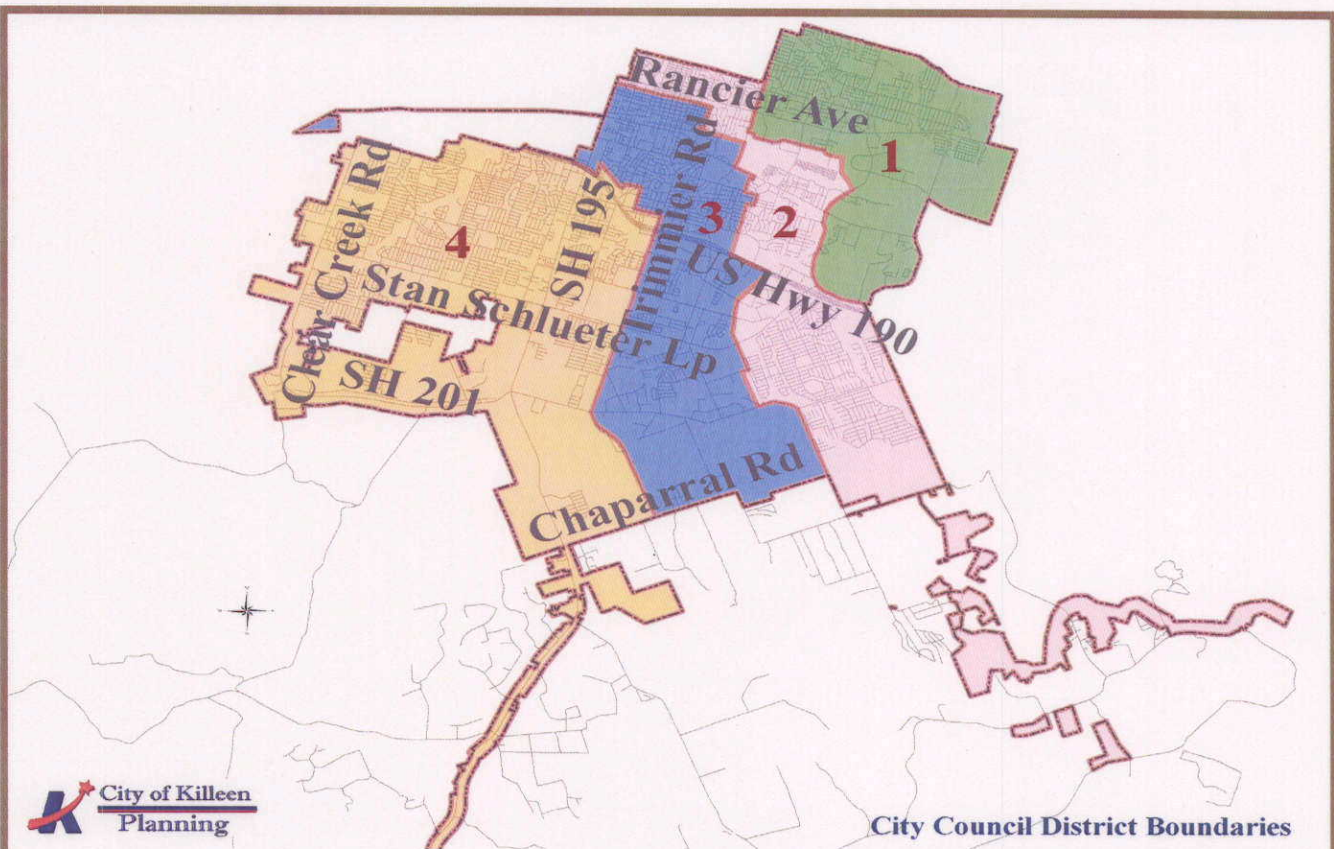 Rancier Ave
1
Trimmier Rd
3
2
Clear Creek Rd
4
SH 195
US Hwy 190
Stan Schlueter Lp
SH 201
Chaparral Rd
K
City of Killeen
Planning
City Council District Boundaries